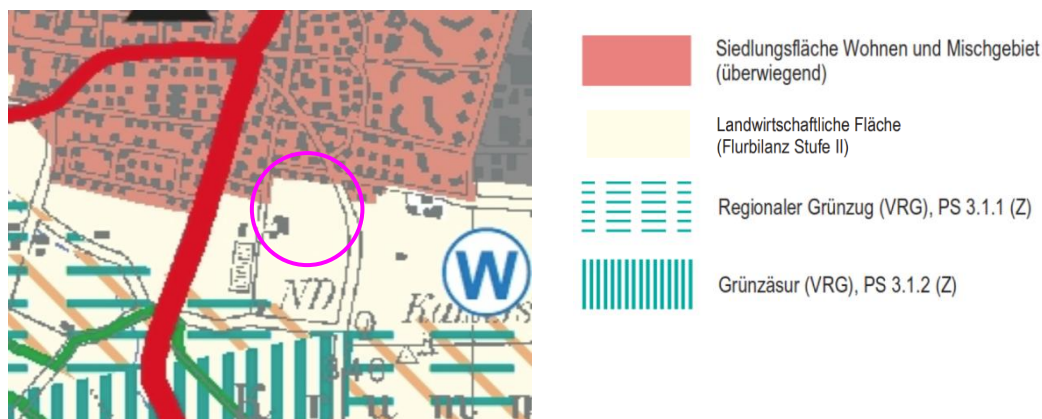 W
ND
Siedlungsfläche Wohnen und Mischgebiet
(überwiegend)
Landwirtschaftliche Fläche
(Flurbilanz Stufe II)
Regionaler Grünzug (VRG), PS 3.1.1 (Z)
Grünzäsur (VRG), PS 3.1.2 (Z)